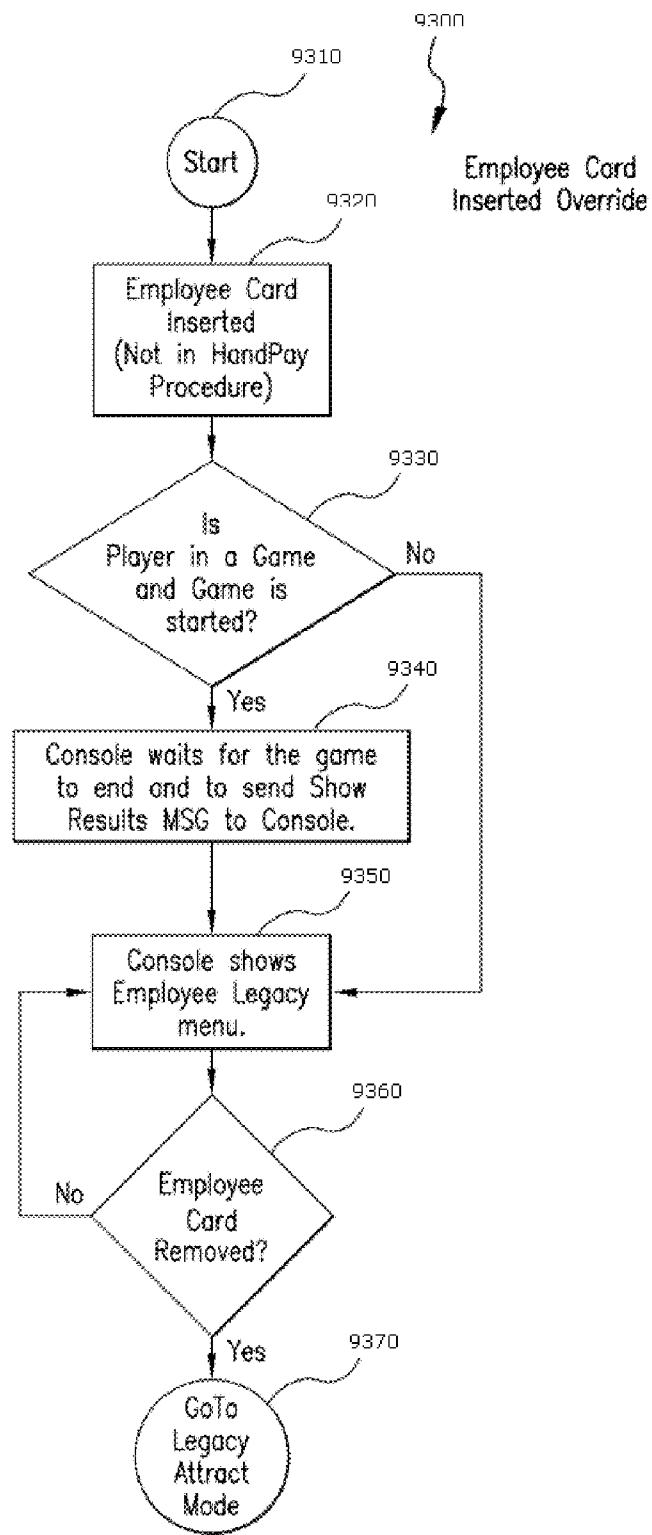 9300
9310
Start
Employee Card
Inserted Override
9320
Employee Card
Inserted
(Not in HandPay
Procedure)
9330
Is
Player in a Game
and Game is
started?
No
Yes
9340
Console waits for the game
to end and to send Show
Results MSG to Console.
9350
Console shows
Employee Legacy
menu.
9360
Employee
Card
Removed?
No
Yes
9370
GoTo
Legacy
Attract
Mode